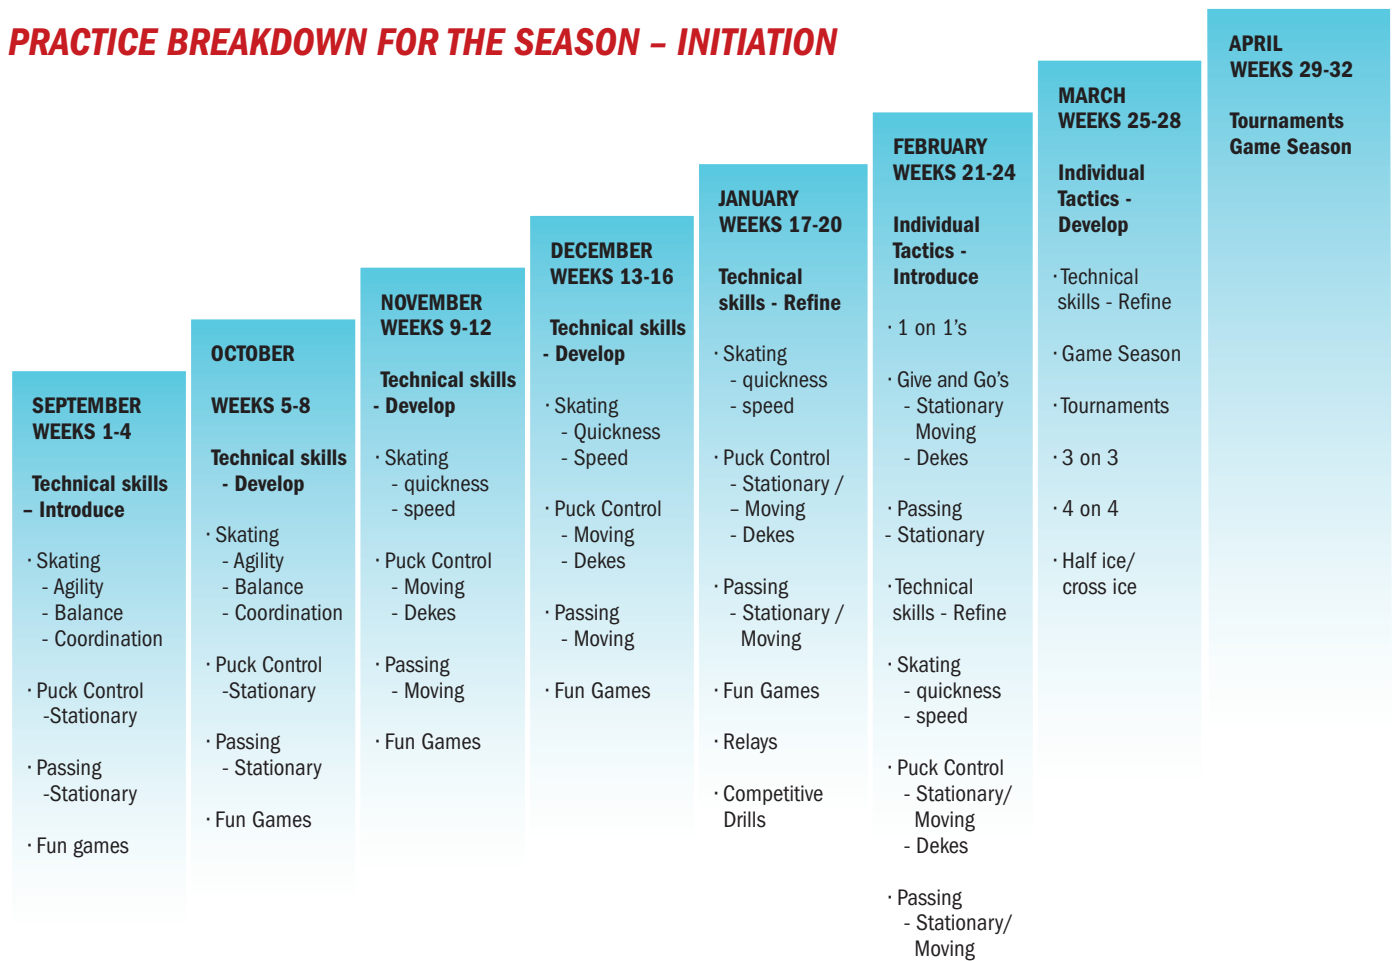 PRACTICE BREAKDOWN FOR THE SEASON – INITIATION
SEPTEMBER
WEEKS 1-4
Technical skills
– Introduce
· Skating
- Agility
- Balance
- Coordination
· Puck Control
-Stationary
· Passing
-Stationary
· Fun games
OCTOBER
WEEKS 5-8
Technical skills
- Develop
· Skating
- Agility
- Balance
- Coordination
· Puck Control
-Stationary
· Passing
- Stationary
· Fun Games
NOVEMBER
WEEKS 9-12
Technical skills
- Develop
· Skating
- quickness
- speed
· Puck Control
- Moving
- Dekes
· Passing
- Moving
· Fun Games
DECEMBER
WEEKS 13-16
Technical skills
- Develop
· Skating
- Quickness
- Speed
· Puck Control
- Moving
- Dekes
· Passing
- Moving
· Fun Games
JANUARY
WEEKS 17-20
Technical
skills - Refine
· Skating
- quickness
- speed
· Puck Control
- Stationary /
– Moving
- Dekes
· Passing
- Stationary /
Moving
· Fun Games
· Relays
· Competitive
Drills
FEBRUARY
WEEKS 21-24
Individual
Tactics -
Introduce
· 1 on 1's
· Give and Go's
- Stationary
Moving
- Dekes
· Passing
- Stationary
· Technical
skills - Refine
· Skating
- quickness
- speed
· Puck Control
- Stationary/
Moving
- Dekes
· Passing
- Stationary/
Moving
MARCH
WEEKS 25-28
Individual
Tactics -
Develop
· Technical
skills - Refine
· Game Season
· Tournaments
· 3 on 3
· 4 on 4
· Half ice/
cross ice
APRIL
WEEKS 29-32
Tournaments
Game Season